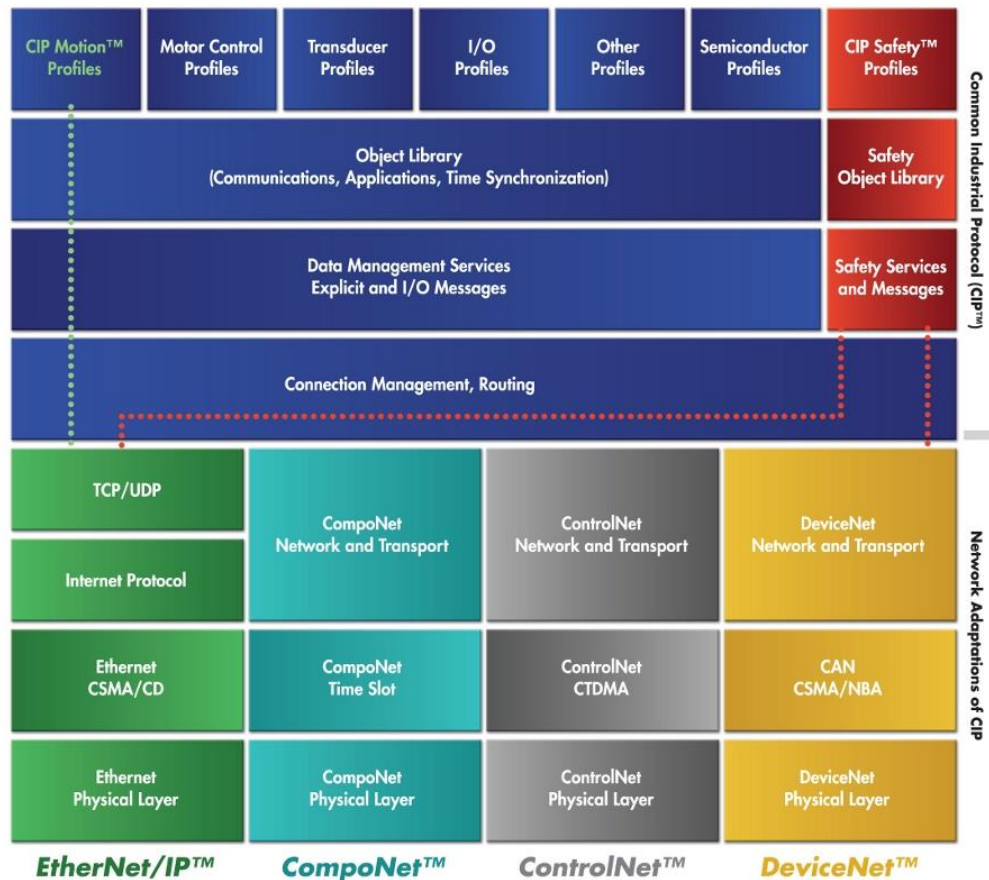 CIP Motion™
Profiles
Motor Control
Profiles
Transducer
Profiles
I/O
Profiles
Other
Profiles
Semiconductor
Profiles
CIP Safety™
Profiles
Object Library
(Communications, Applications, Time Synchronization)
Safety
Object Library
Data Management Services
Explicit and I/O Messages
Safety Services
and Messages
Connection Management, Routing
Common Industrial Protocol (CIP™)
TCP/UDP
Internet Protocol
CompoNet
Network and Transport
ControlNet
Network and Transport
DeviceNet
Network and Transport
Ethernet
CSMA/CD
CompoNet
Time Slot
ControlNet
CTDMA
CAN
CSMA/NBA
Ethernet
Physical Layer
CompoNet
Physical Layer
ControlNet
Physical Layer
DeviceNet
Physical Layer
Network Adaptations of CIP
EtherNet/IP™
CompoNet™
ControlNet™
DeviceNet™